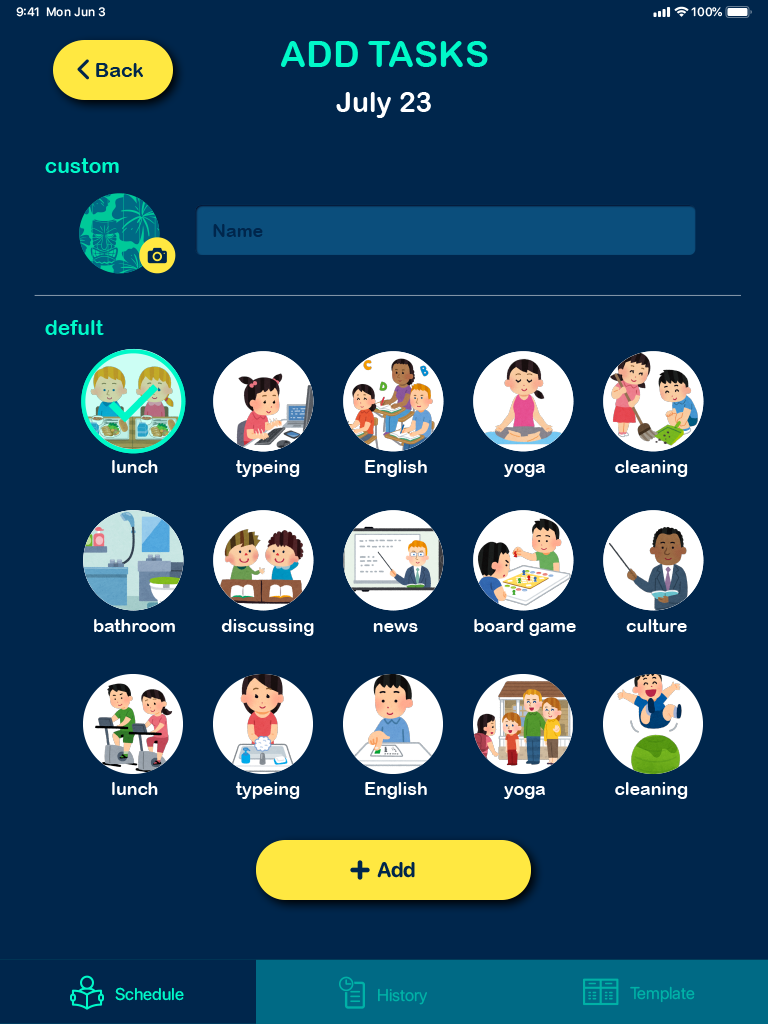 9:41 Mon Jun 3 100%
Back
ADD TASKS
July 23
custom
Name
defult
C D B
lunch typeing English yoga cleaning
bathroom discussing news board game culture
lunch typeing English yoga cleaning
+ Add
Schedule History Template